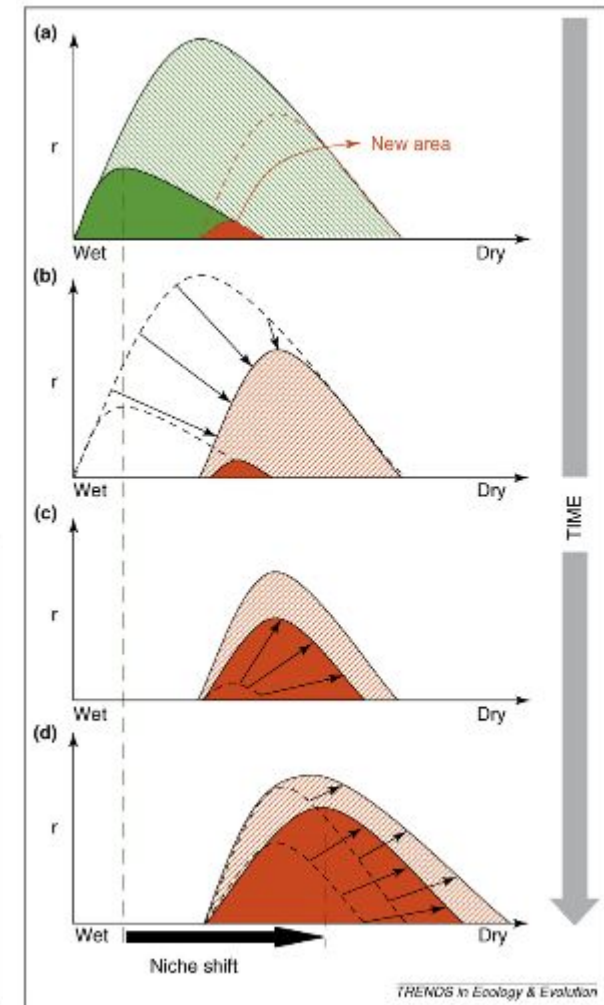 (a)
r
New area
Wet
Dry
(b)
r
Wet
Dry
TIME
(c)
r
Wet
Dry
(d)
r
Wet
Dry
Niche shift
TRENDS in Ecology & Evolution